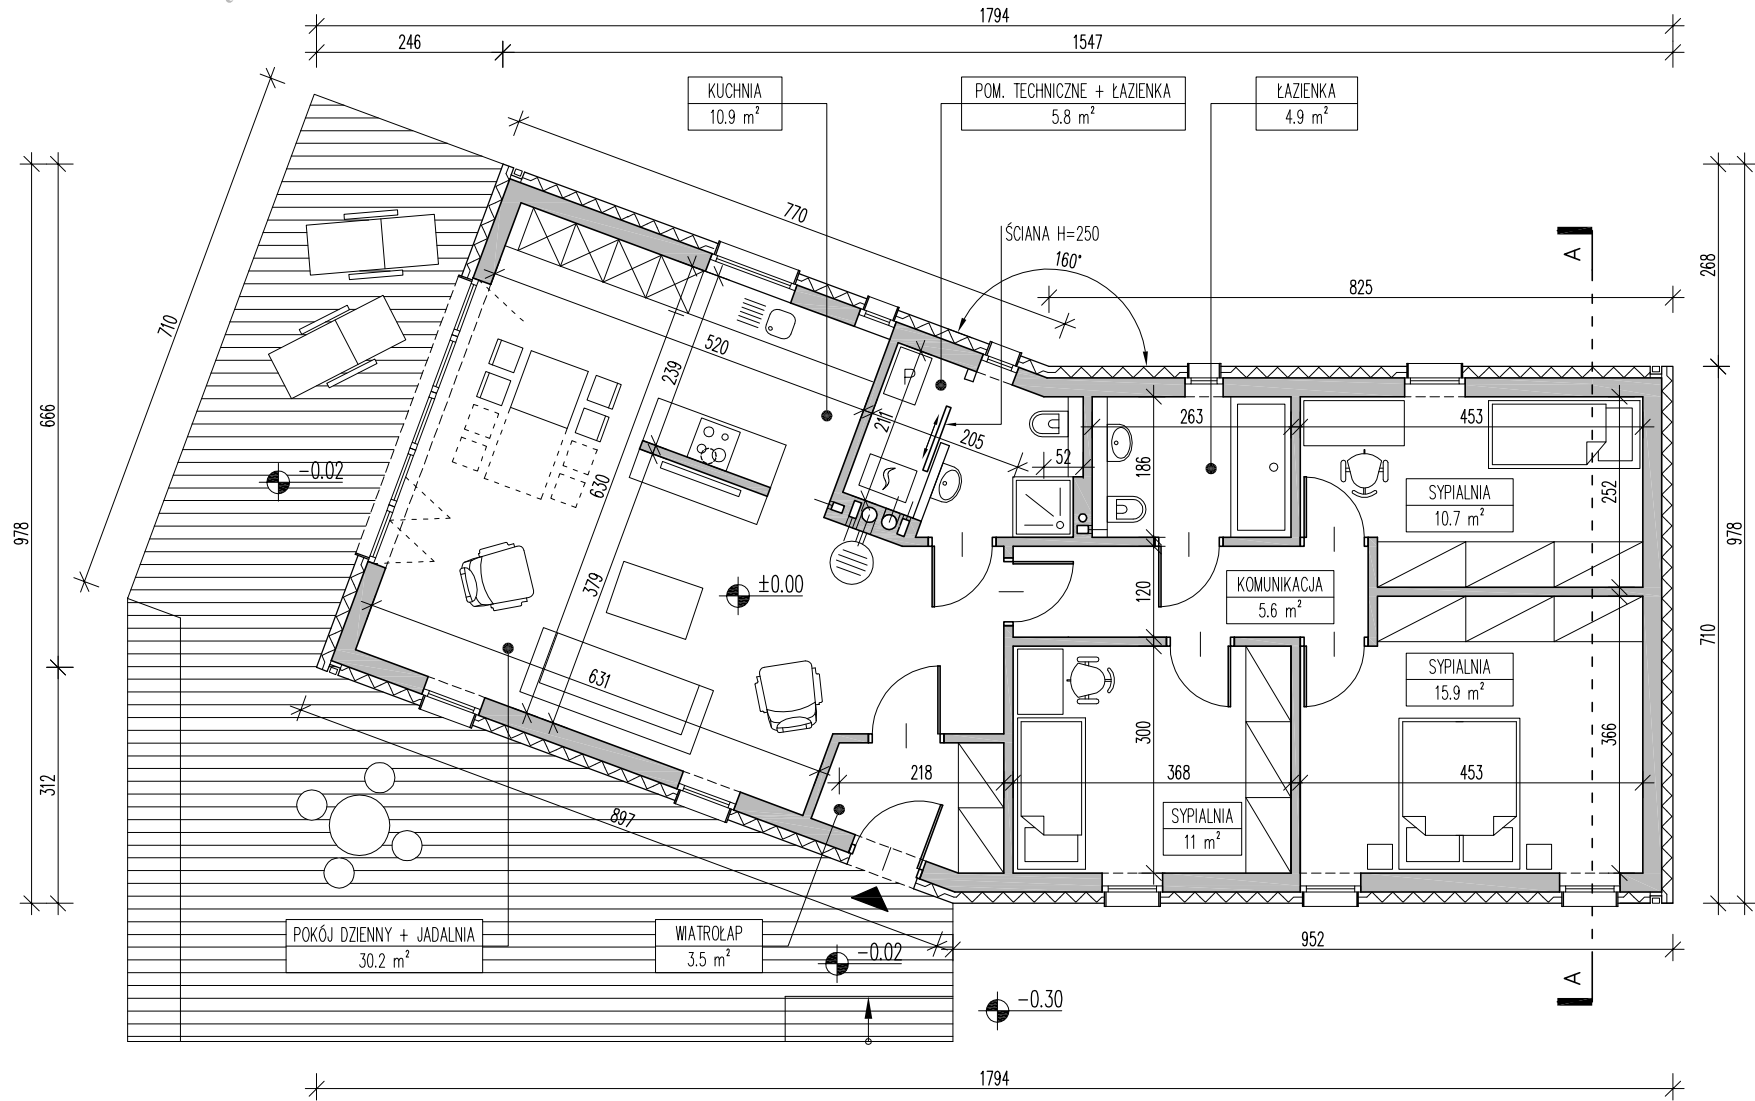 1794
246
1547
KUCHNIA
10.9 m²
POM. TECHNICZNE + ŁAZIENKA
5.8 m²
ŁAZIENKA
4.9 m²
710
770
ŚCIANA H=250
160°
825
A
268
978
666
312
520
239
P
211
205
52
263
186
453
252
SYPIALNIA
10.7 m²
-0.02
630
379
±0.00
120
KOMUNIKACJA
5.6 m²
978
710
631
SYPIALNIA
15.9 m²
300
366
218
368
453
SYPIALNIA
11 m²
897
POKÓJ DZIENNY + JADALNIA
30.2 m²
WIATROŁAP
3.5 m²
-0.02
952
A
-0.30
1794